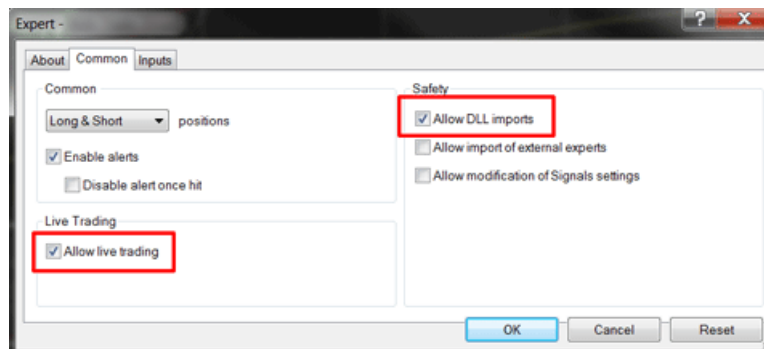 Expert -
?
X
About Common Inputs
Common
Long & Short positions
Enable alerts
Disable alert once hit
Live Trading
Allow live trading
Safety
Allow DLL imports
Allow import of external experts
Allow modification of Signals settings
OK Cancel Reset